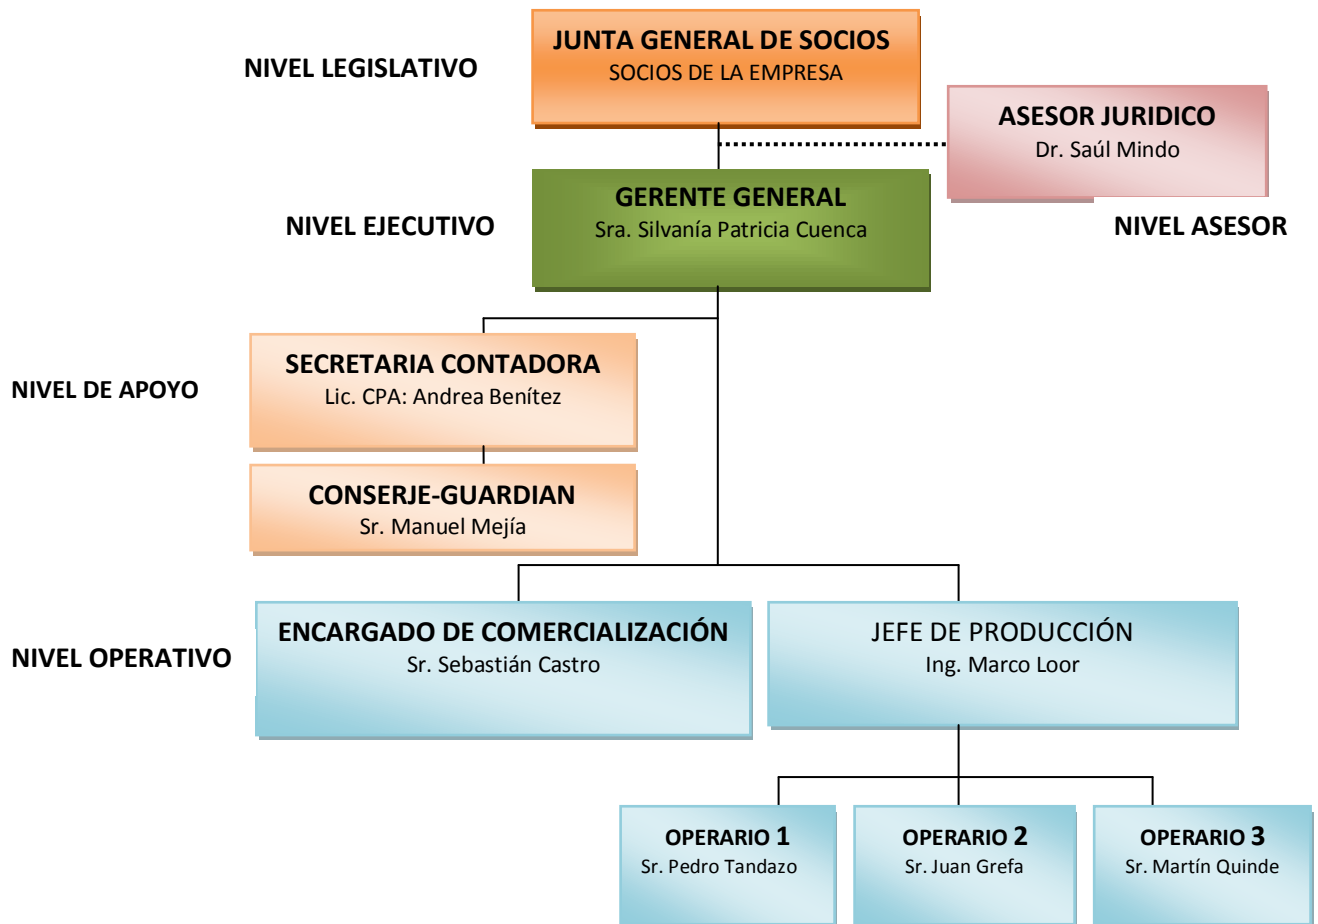 JUNTA GENERAL DE SOCIOS
SOCIOS DE LA EMPRESA
NIVEL LEGISLATIVO
ASESOR JURIDICO
Dr. Saúl Mindo
GERENTE GENERAL
Sra. Silvanía Patricia Cuenca
NIVEL EJECUTIVO
NIVEL ASESOR
SECRETARIA CONTADORA
Lic. CPA: Andrea Benítez
NIVEL DE APOYO
CONSERJE-GUARDIAN
Sr. Manuel Mejía
ENCARGADO DE COMERCIALIZACIÓN
Sr. Sebastián Castro
JEFE DE PRODUCCIÓN
Ing. Marco Loor
NIVEL OPERATIVO
OPERARIO 1
Sr. Pedro Tandazo
OPERARIO 2
Sr. Juan Grefa
OPERARIO 3
Sr. Martín Quinde